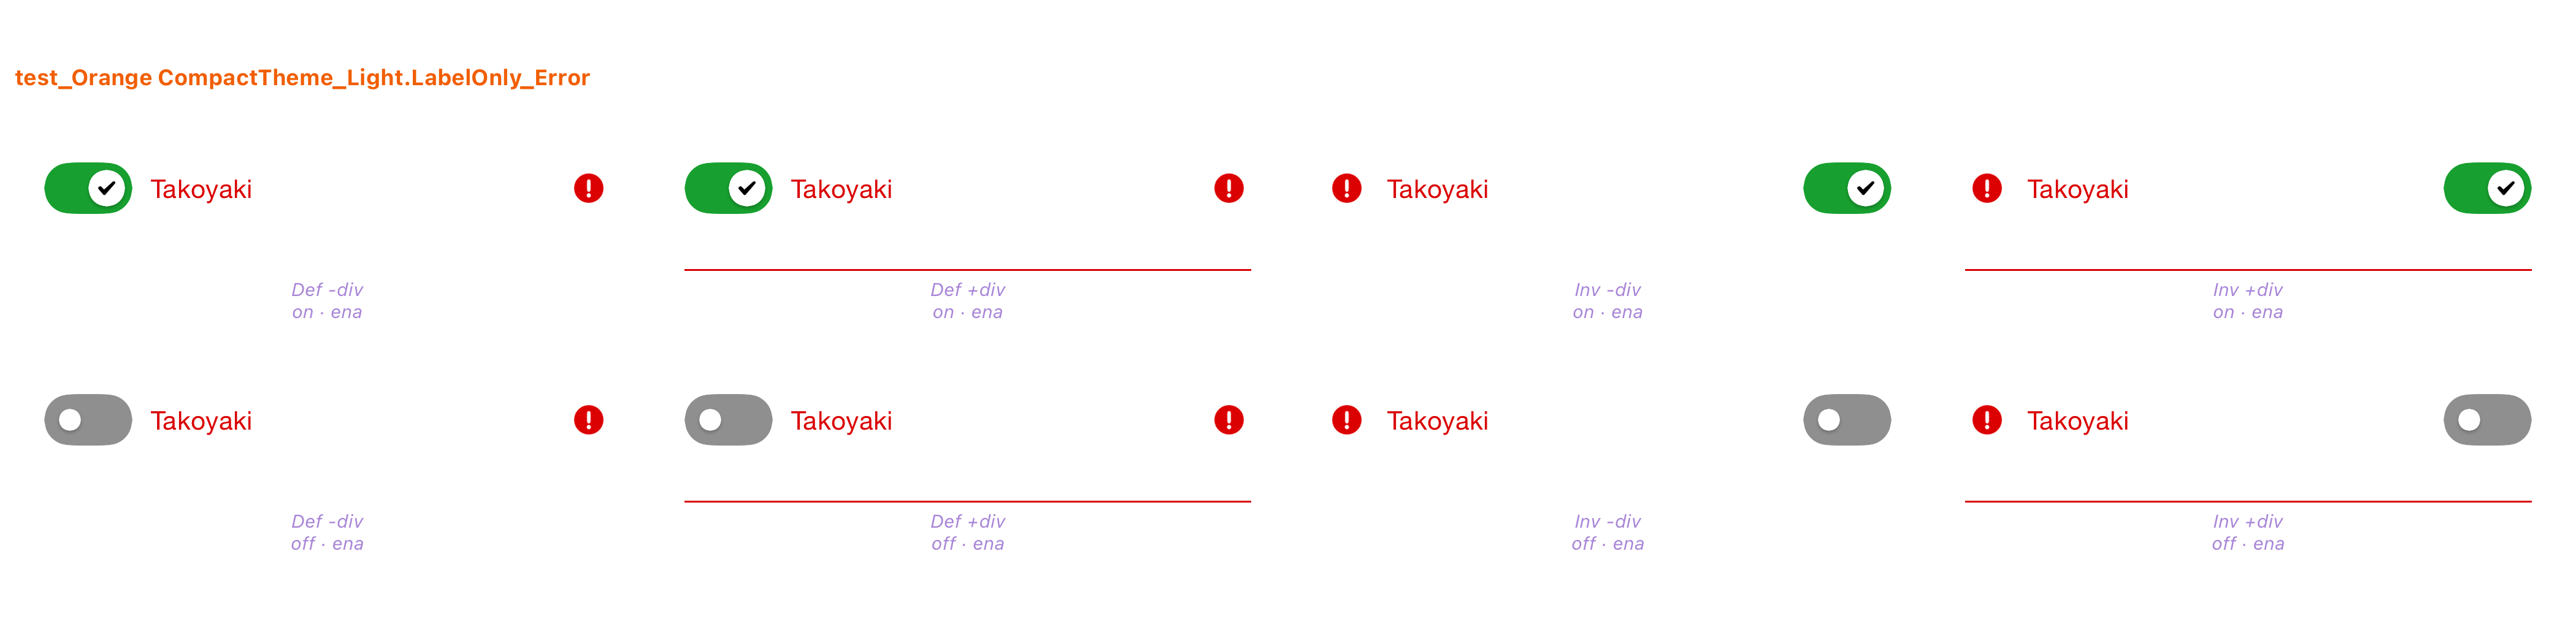 test_Orange CompactTheme_Light.LabelOnly_Error
Takoyaki
Takoyaki
Takoyaki
Takoyaki
Def -div
on · ena
Def +div
on · ena
Inv -div
on · ena
Inv +div
on · ena
Takoyaki
Takoyaki
Takoyaki
Takoyaki
Def -div
off · ena
Def +div
off · ena
Inv -div
off · ena
Inv +div
off · ena